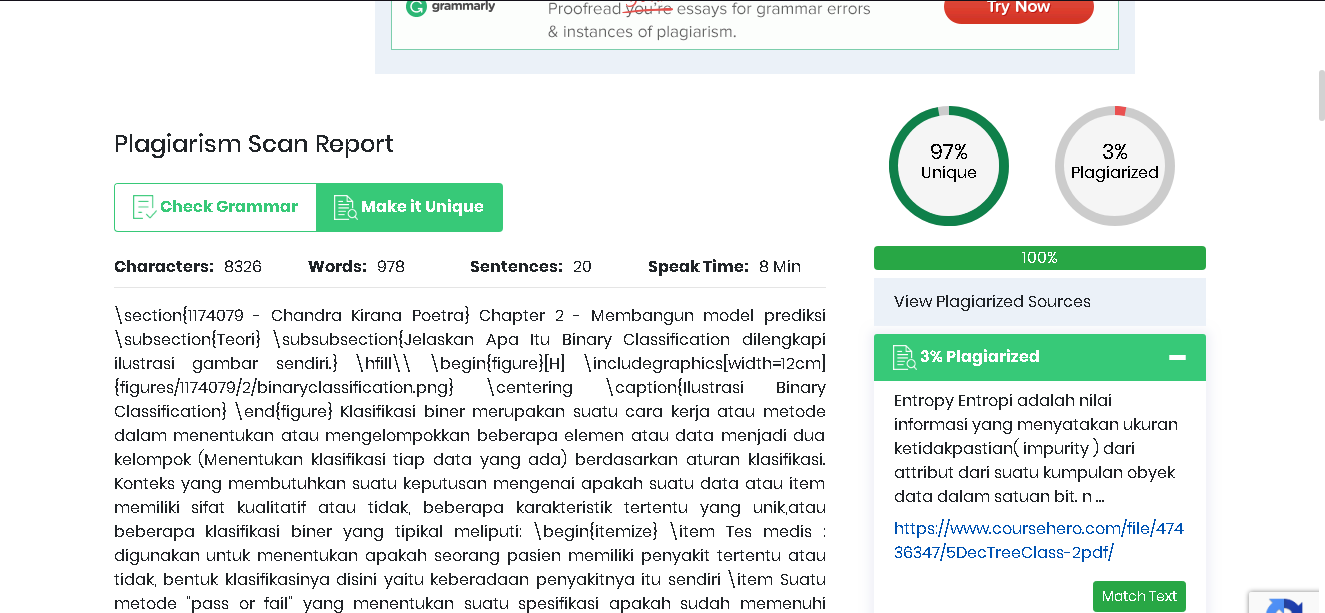 grammarly
Proofread you're essays for grammar errors
& instances of plagiarism.
Try Now
Plagiarism Scan Report
Check Grammar
Make it Unique
Characters: 8326 Words: 978 Sentences: 20 Speak Time: 8 Min
\section{1174079 - Chandra Kirana Poetra} Chapter 2 - Membangun model prediksi
\subsection{Teori} \subsubsection{Jelaskan Apa Itu Binary Classification dilengkapi
ilustrasi gambar sendiri.} \hfill\\ \begin{figure}[H] \includegraphics[width=12cm]
{figures/1174079/2/binaryclassification.png} \centering \caption{Ilustrasi Binary
Classification} \end{figure} Klasifikasi biner merupakan suatu cara kerja atau metode
dalam menentukan atau mengelompokkan beberapa elemen atau data menjadi dua
kelompok (Menentukan klasifikasi tiap data yang ada) berdasarkan aturan klasifikasi.
Konteks yang membutuhkan suatu keputusan mengenai apakah suatu data atau item
memiliki sifat kualitatif atau tidak, beberapa karakteristik tertentu yang unik,atau
beberapa klasifikasi biner yang tipikal meliputi: \begin{itemize} \item Tes medis :
digunakan untuk menentukan apakah seorang pasien memiliki penyakit tertentu atau
tidak, bentuk klasifikasinya disini yaitu keberadaan penyakitnya itu sendiri \item Suatu
metode "pass or fail" yang menentukan suatu spesifikasi apakah sudah memenuhi
97%
Unique
3%
Plagiarized
100%
View Plagiarized Sources
3% Plagiarized
Entropy Entropi adalah nilai
informasi yang menyatakan ukuran
ketidakpastian( impurity ) dari
attribut dari suatu kumpulan obyek
data dalam satuan bit. n ...
https://www.coursehero.com/file/474
36347/5DecTreeClass-2pdf/
Match Text